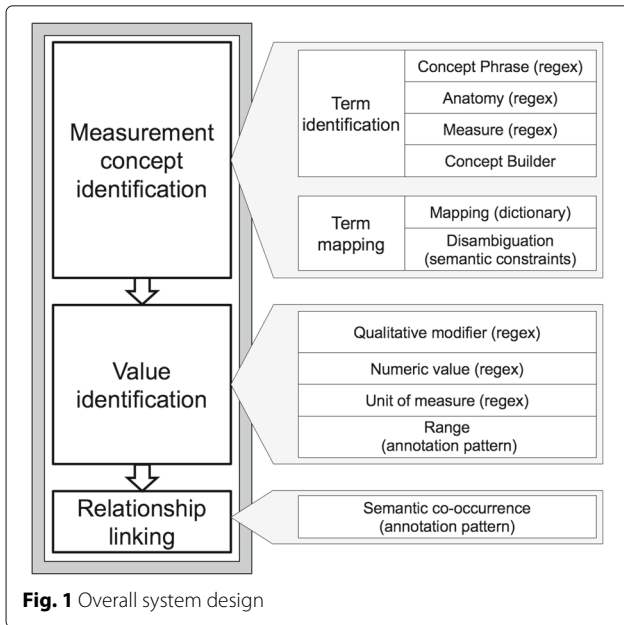 Measurement
concept
identification
Term
identification
Concept Phrase (regex)
Anatomy (regex)
Measure (regex)
Concept Builder
Term
mapping
Mapping (dictionary)
Disambiguation
(semantic constraints)
Value
identification
Qualitative modifier (regex)
Numeric value (regex)
Unit of measure (regex)
Range
(annotation pattern)
Relationship
linking
Semantic co-occurrence
(annotation pattern)
Fig. 1 Overall system design